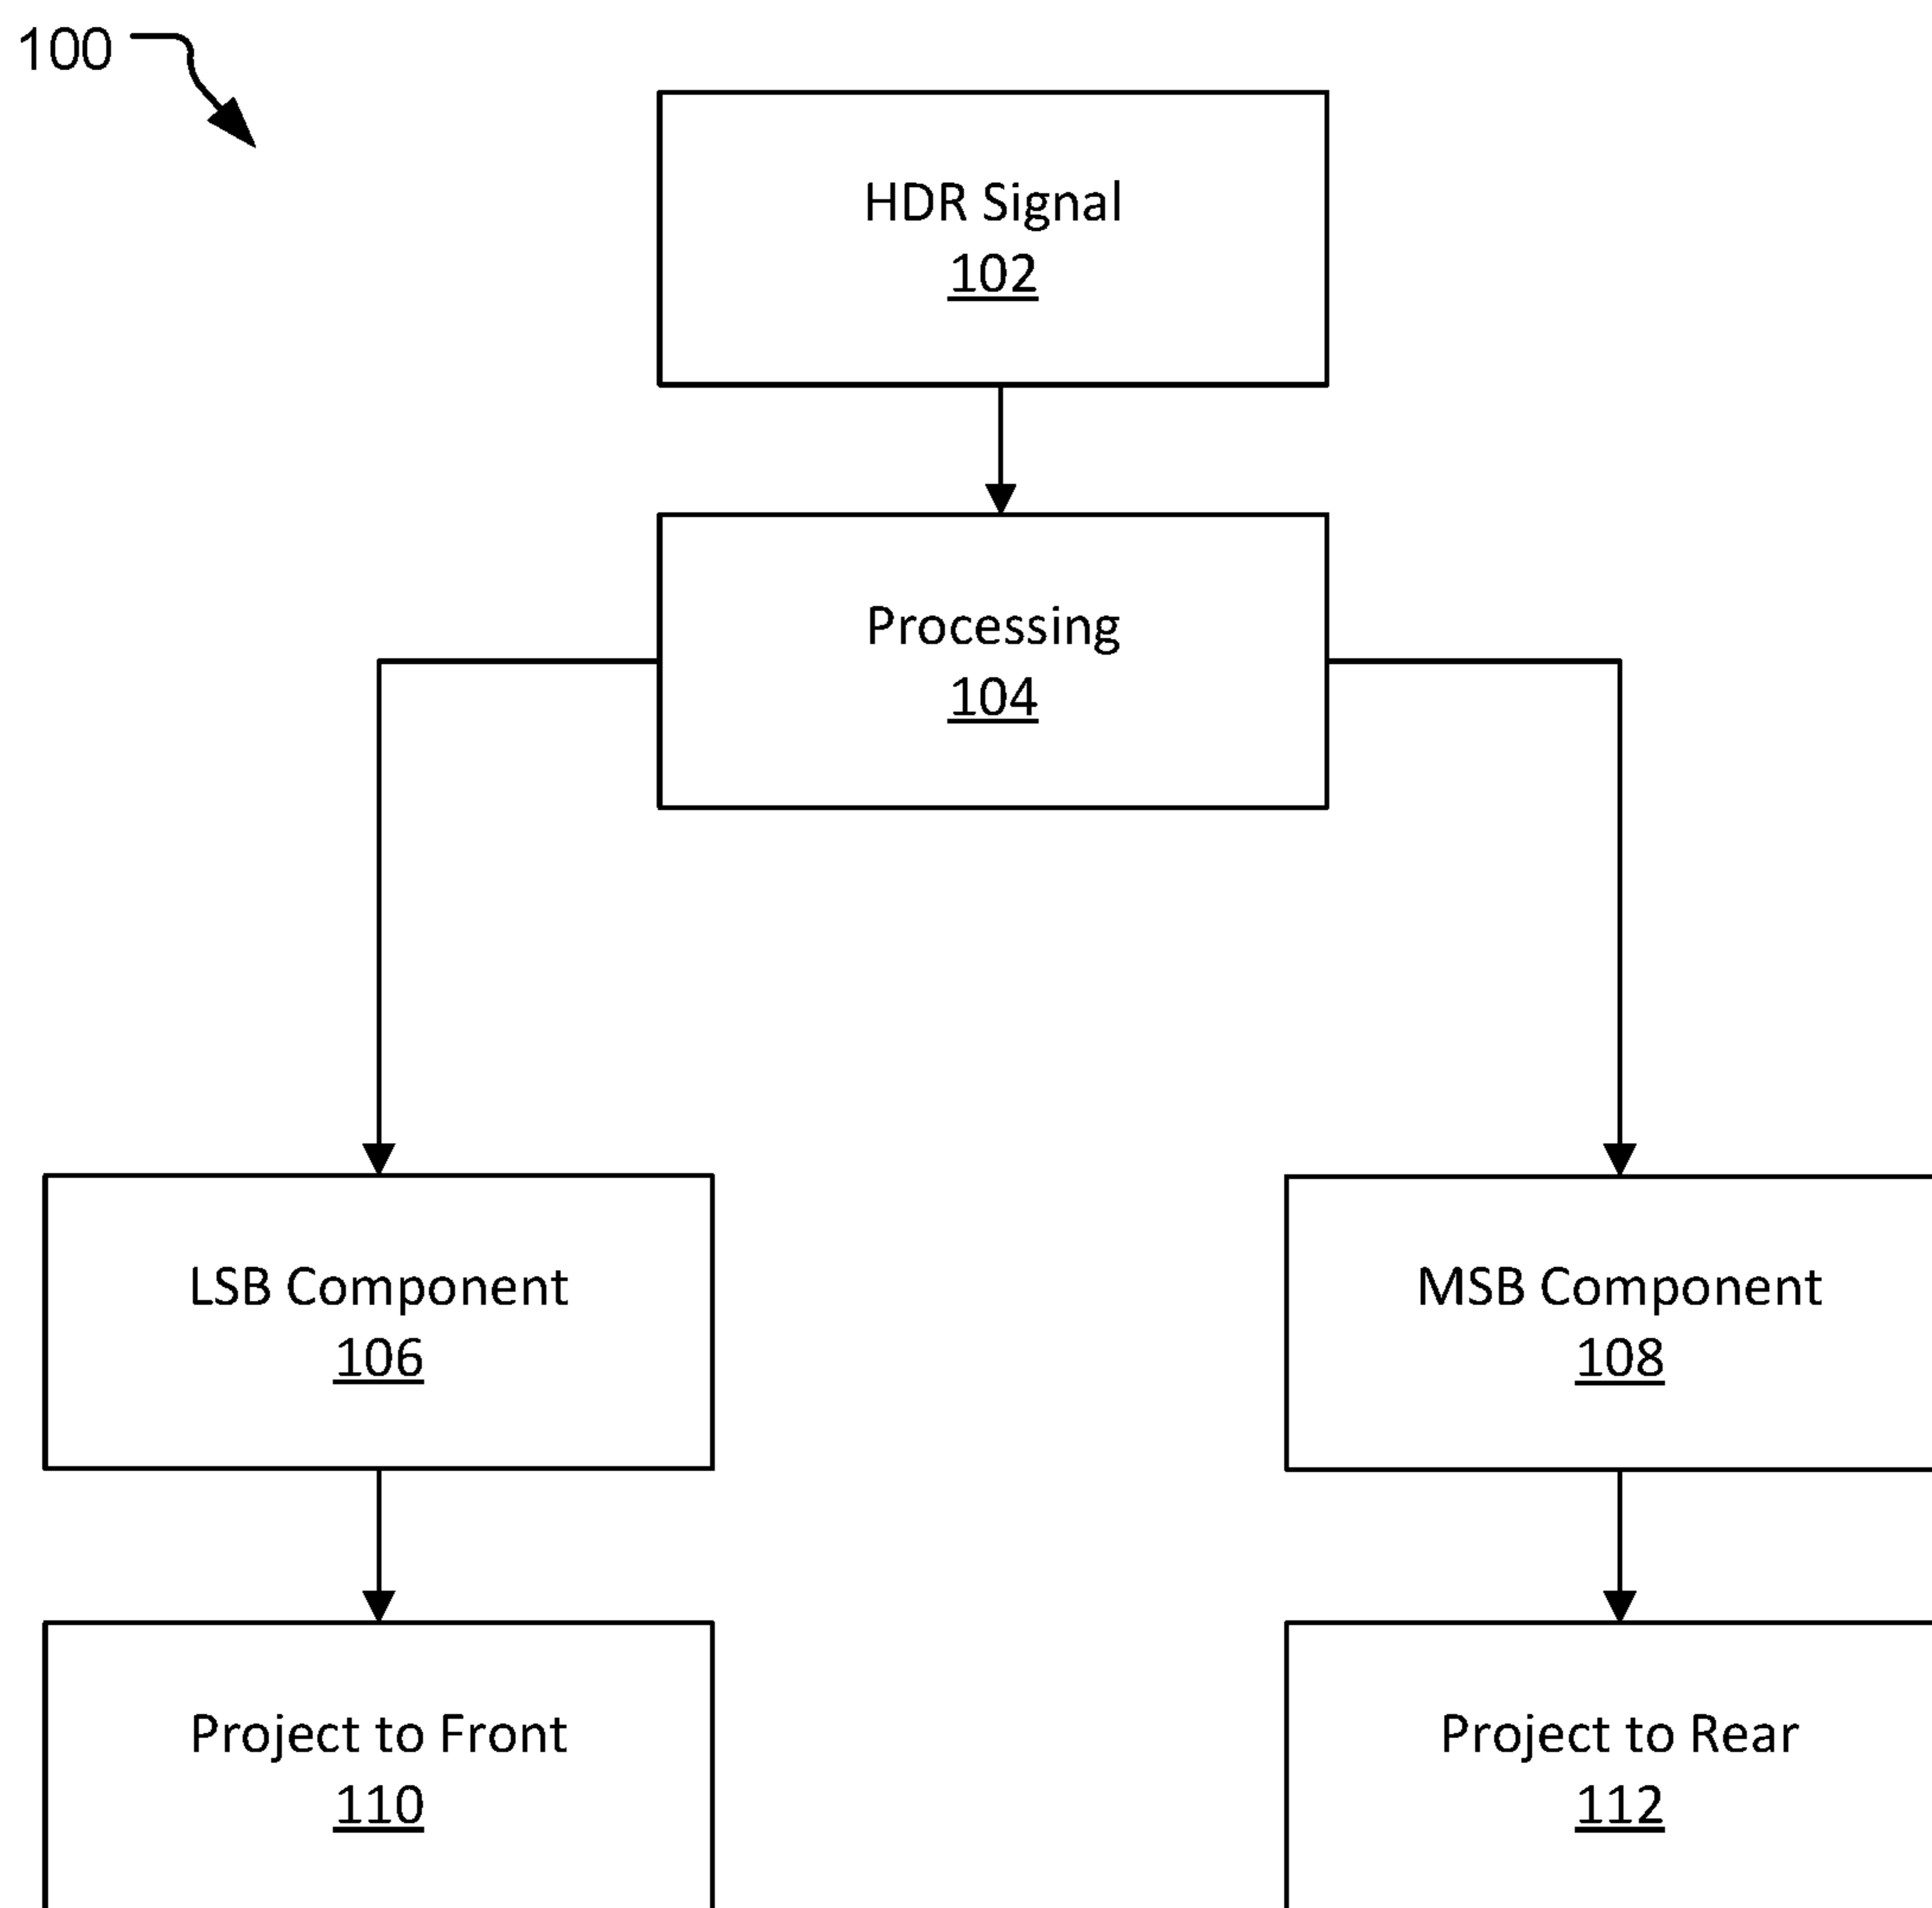 100
HDR Signal
102
Processing
104
LSB Component
106
MSB Component
108
Project to Front
110
Project to Rear
112